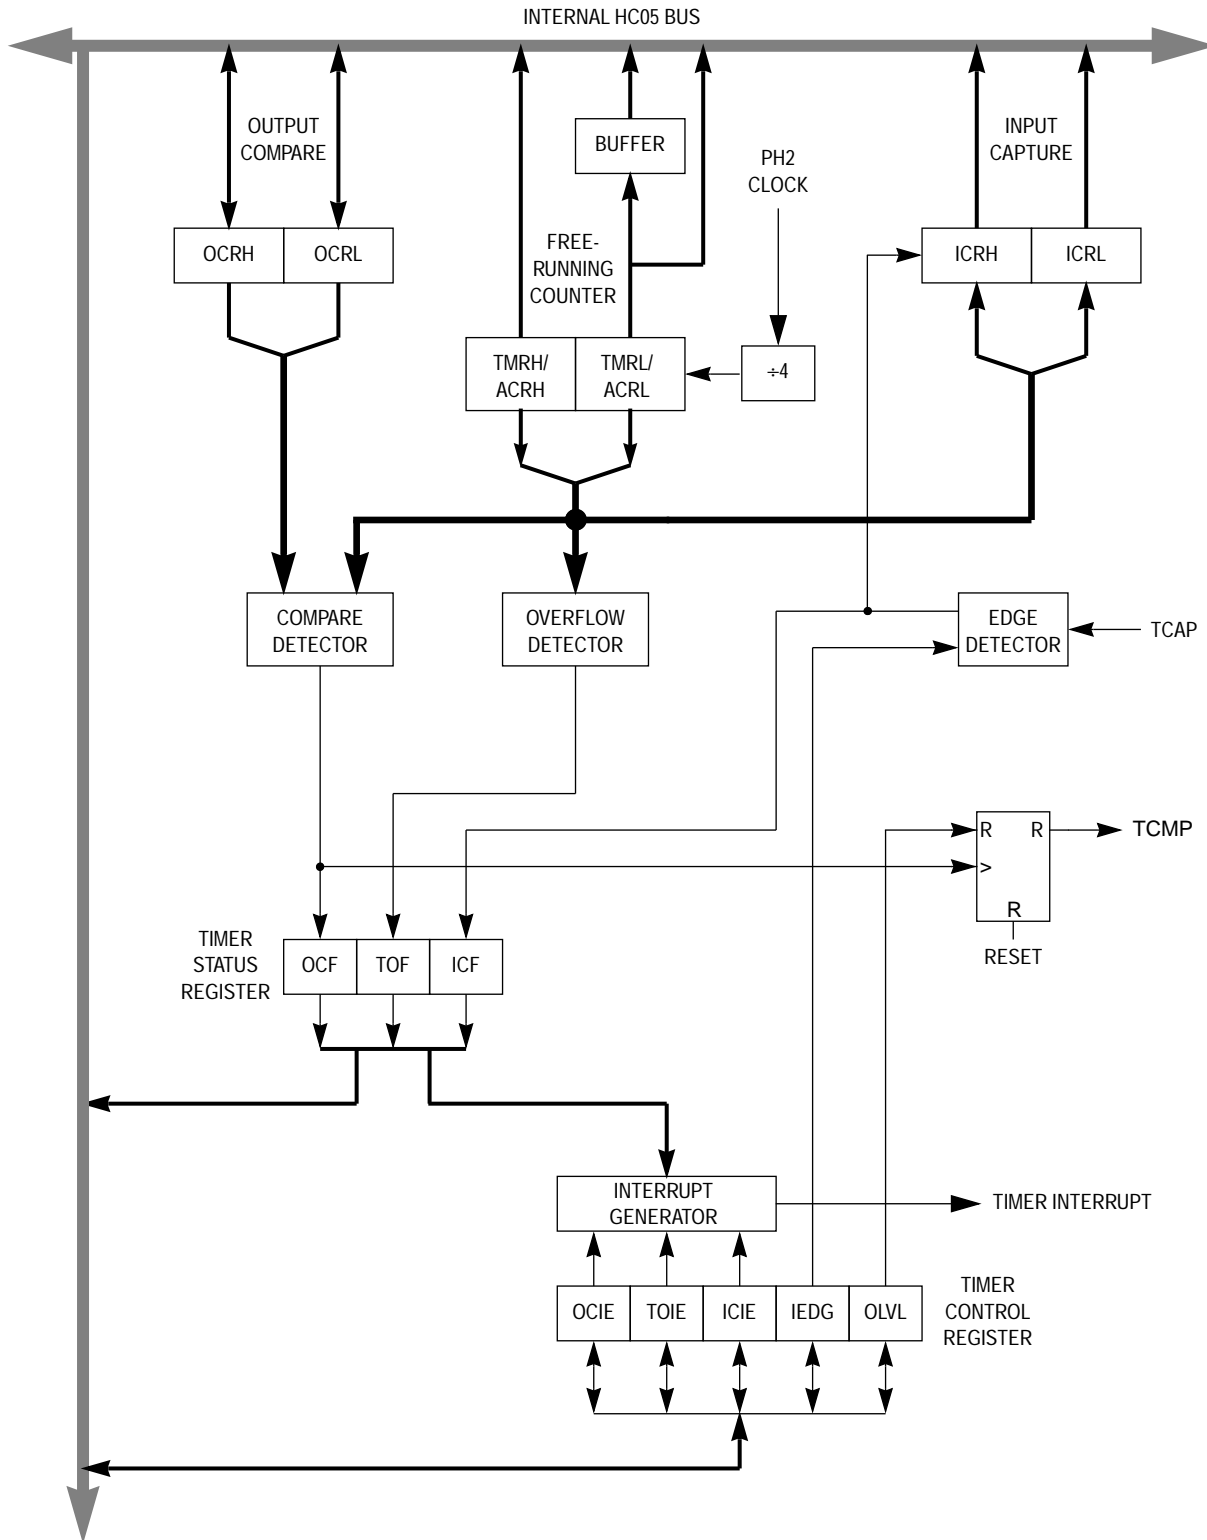 INTERNAL HC05 BUS
OUTPUT
COMPARE
BUFFER
INPUT
CAPTURE
PH2
CLOCK
OCRH
OCRL
FREE-
RUNNING
COUNTER
ICRH
ICRL
TMRH/
ACRH
TMRL/
ACRL
÷4
COMPARE
DETECTOR
OVERFLOW
DETECTOR
EDGE
DETECTOR
TCAP
R
R
>
R
TCMP
RESET
TIMER
STATUS
REGISTER
OCF
TOF
ICF
INTERRUPT
GENERATOR
TIMER INTERRUPT
OCIE
TOIE
ICIE
IEDG
OLVL
TIMER
CONTROL
REGISTER